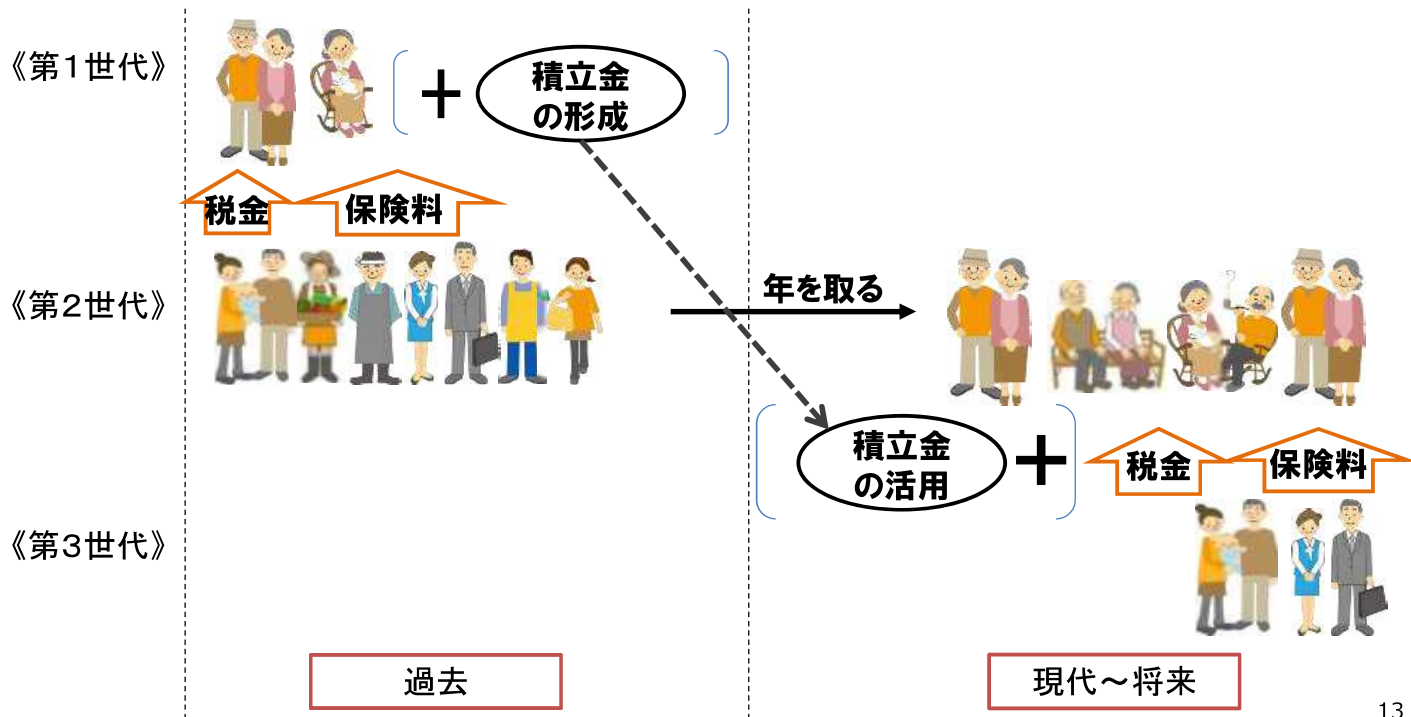 《第1世代》
＋
積立金
の形成
税金
保険料
《第2世代》
年を取る
積立金
の活用
＋
税金
保険料
《第3世代》
過去
現代～将来
13